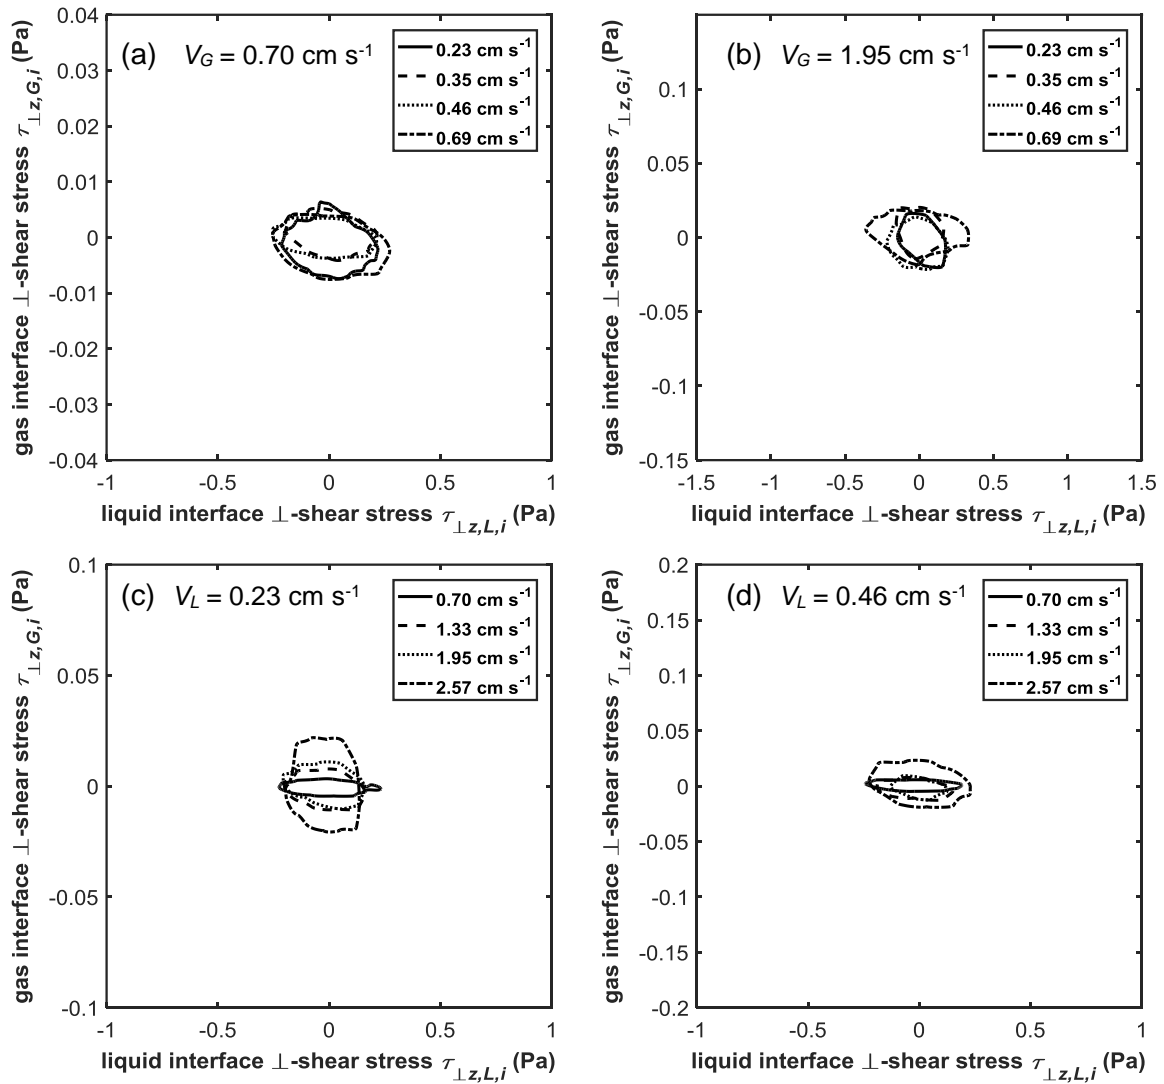 (a) V_G = 0.70 cm s⁻¹
0.23 cm s⁻¹
0.35 cm s⁻¹
0.46 cm s⁻¹
0.69 cm s⁻¹
gas interface ⊥-shear stress τ⊥z,G,i (Pa)
0.04
0.03
0.02
0.01
0
-0.01
-0.02
-0.03
-0.04
-1 -0.5 0 0.5 1
liquid interface ⊥-shear stress τ⊥z,L,i (Pa)
(b) V_G = 1.95 cm s⁻¹
0.23 cm s⁻¹
0.35 cm s⁻¹
0.46 cm s⁻¹
0.69 cm s⁻¹
gas interface ⊥-shear stress τ⊥z,G,i (Pa)
0.1
0.05
0
-0.05
-0.1
-0.15
-1.5 -1 -0.5 0 0.5 1 1.5
liquid interface ⊥-shear stress τ⊥z,L,i (Pa)
(c) V_L = 0.23 cm s⁻¹
0.70 cm s⁻¹
1.33 cm s⁻¹
1.95 cm s⁻¹
2.57 cm s⁻¹
gas interface ⊥-shear stress τ⊥z,G,i (Pa)
0.1
0.05
0
-0.05
-0.1
-1 -0.5 0 0.5 1
liquid interface ⊥-shear stress τ⊥z,L,i (Pa)
(d) V_L = 0.46 cm s⁻¹
0.70 cm s⁻¹
1.33 cm s⁻¹
1.95 cm s⁻¹
2.57 cm s⁻¹
gas interface ⊥-shear stress τ⊥z,G,i (Pa)
0.2
0.15
0.1
0.05
0
-0.05
-0.1
-0.15
-0.2
-1 -0.5 0 0.5 1
liquid interface ⊥-shear stress τ⊥z,L,i (Pa)